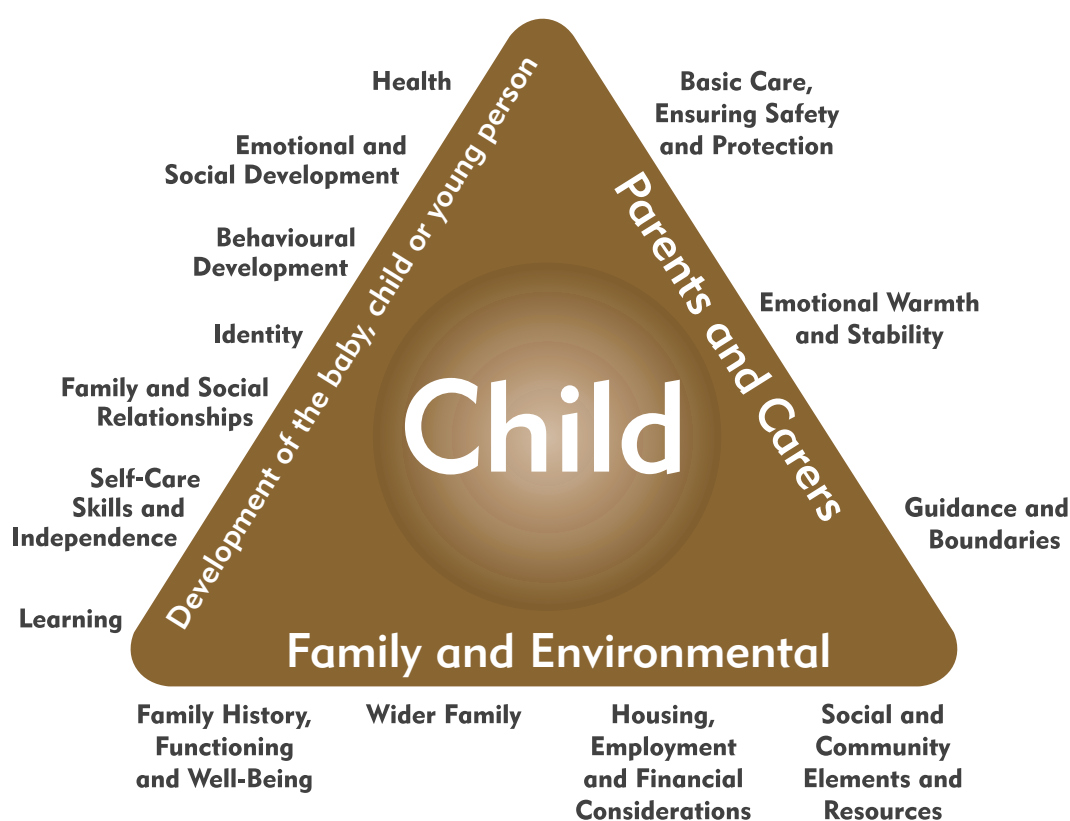 Health
Emotional and
Social Development
Behavioural
Development
Identity
Family and Social
Relationships
Self-Care
Skills and
Independence
Learning
Development of the baby, child or young person
Child
Parents and Carers
Basic Care,
Ensuring Safety
and Protection
Emotional Warmth
and Stability
Guidance and
Boundaries
Family and Environmental
Family History,
Functioning
and Well-Being
Wider Family
Housing,
Employment
and Financial
Considerations
Social and
Community
Elements and
Resources